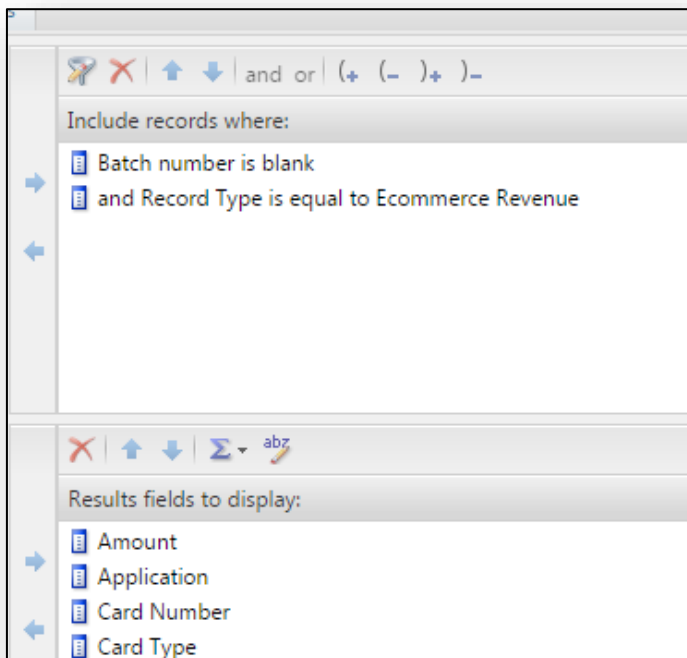 s
and or (+ (- )+ )-
Include records where:
Batch number is blank
and Record Type is equal to Ecommerce Revenue
Σ abz
Results fields to display:
Amount
Application
Card Number
Card Type